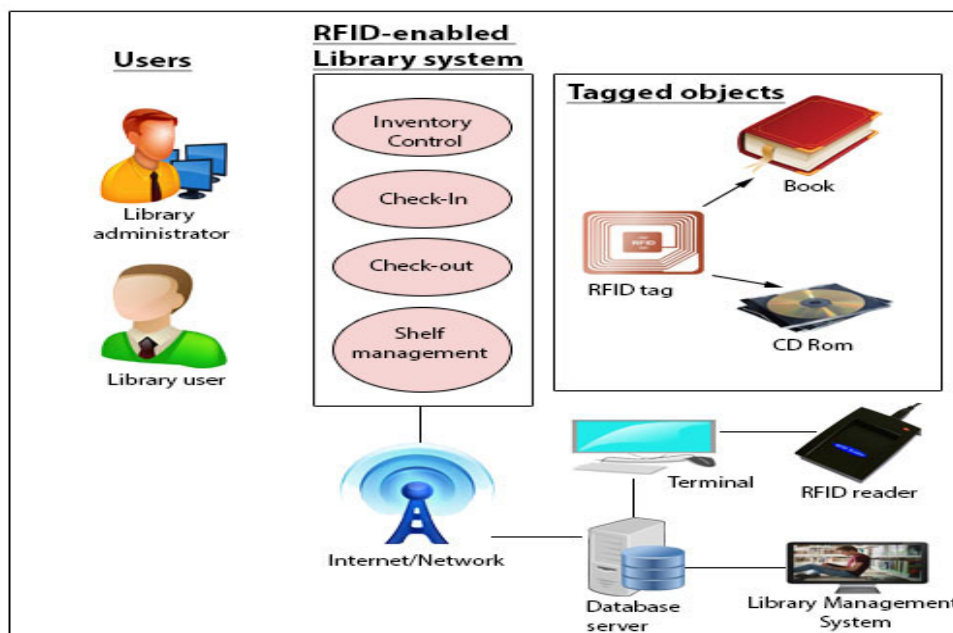 Users
Library
administrator
Library user
RFID-enabled
Library system
Inventory
Control
Check-In
Check-out
Shelf
management
Tagged objects
Book
RFID
RFID tag
CD Rom
Internet/Network
Terminal
RFID reader
Database
server
Library Management
System